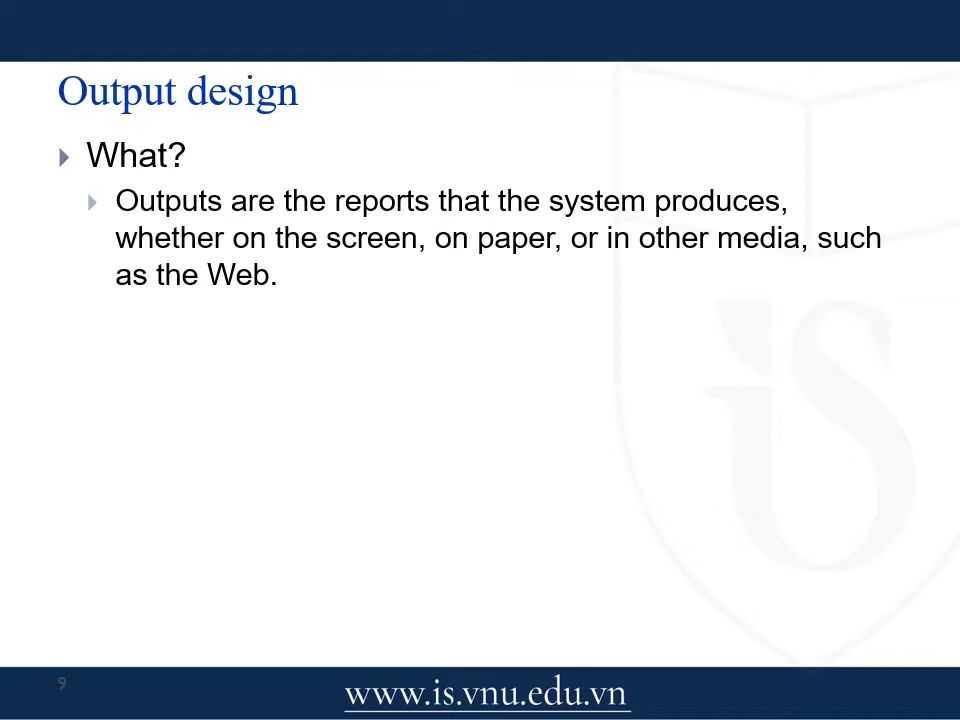 Output design
What?
Outputs are the reports that the system produces,
whether on the screen, on paper, or in other media, such
as the Web.
iS
9
www.is.vnu.edu.vn